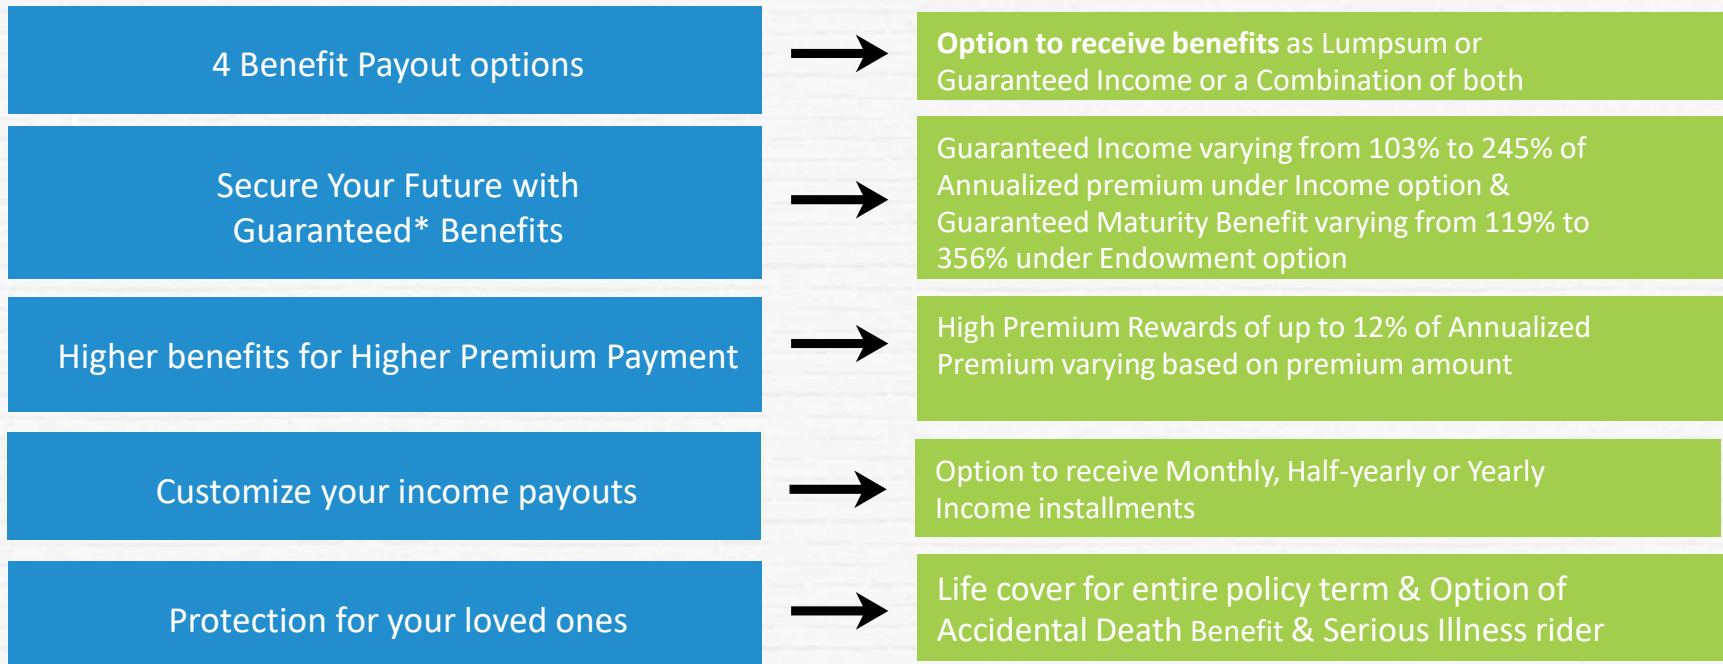 4 Benefit Payout options
Option to receive benefits as Lumpsum or
Guaranteed Income or a Combination of both
Secure Your Future with
Guaranteed* Benefits
Guaranteed Income varying from 103% to 245% of
Annualized premium under Income option &
Guaranteed Maturity Benefit varying from 119% to
356% under Endowment option
Higher benefits for Higher Premium Payment
High Premium Rewards of up to 12% of Annualized
Premium varying based on premium amount
Customize your income payouts
Option to receive Monthly, Half-yearly or Yearly
Income installments
Protection for your loved ones
Life cover for entire policy term & Option of
Accidental Death Benefit & Serious Illness rider